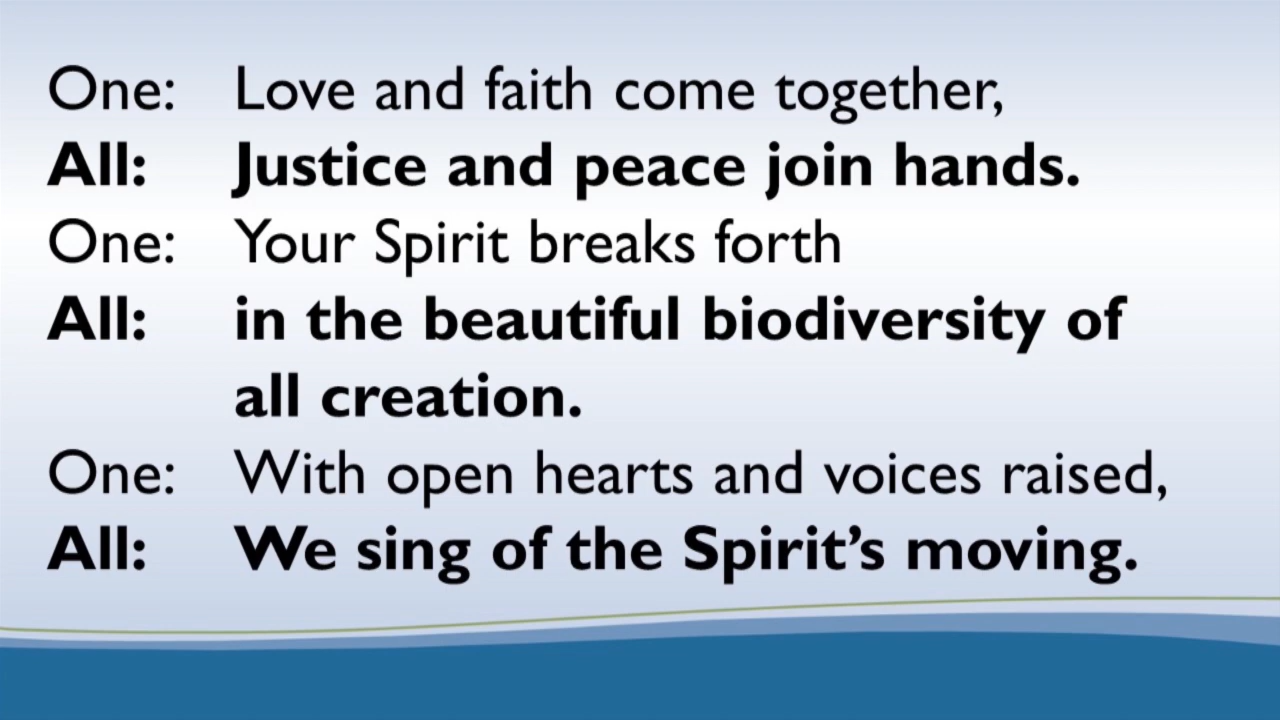 One: Love and faith come together,
All: Justice and peace join hands.
One: Your Spirit breaks forth
All: in the beautiful biodiversity of
all creation.
One: With open hearts and voices raised,
All: We sing of the Spirit’s moving.